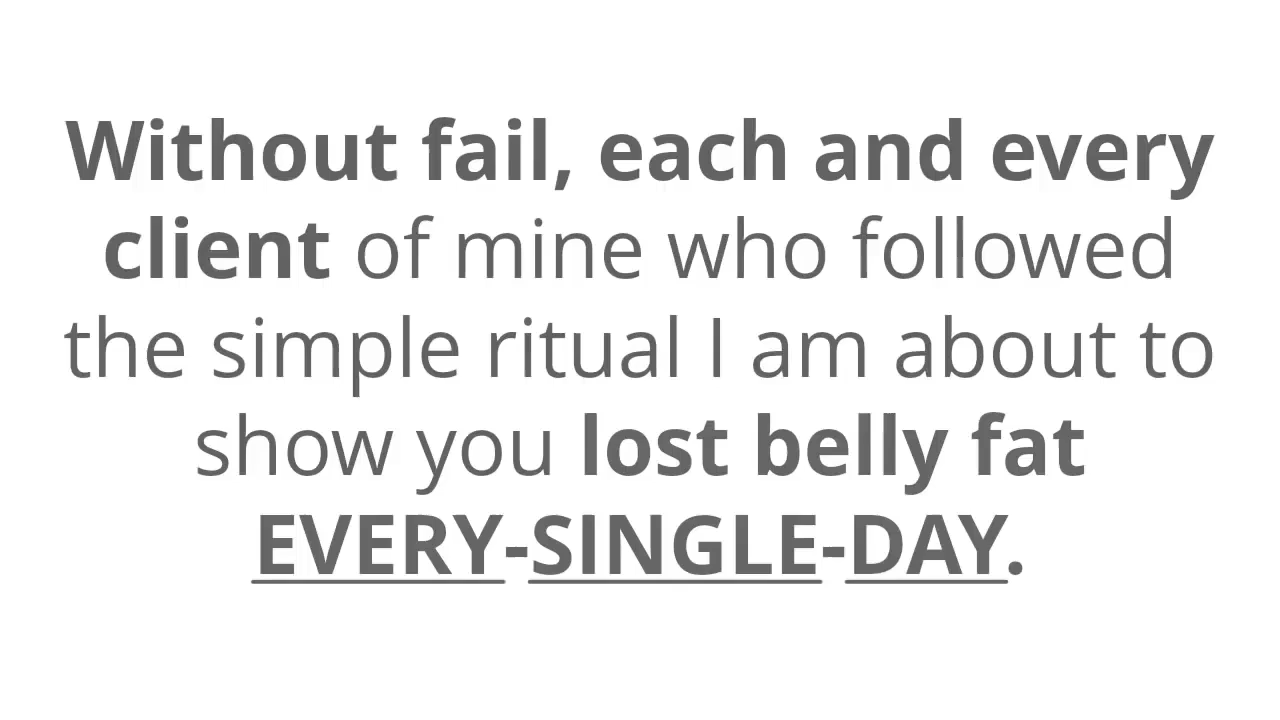 Without fail, each and every
client of mine who followed
the simple ritual I am about to
show you lost belly fat
EVERY-SINGLE-DAY.